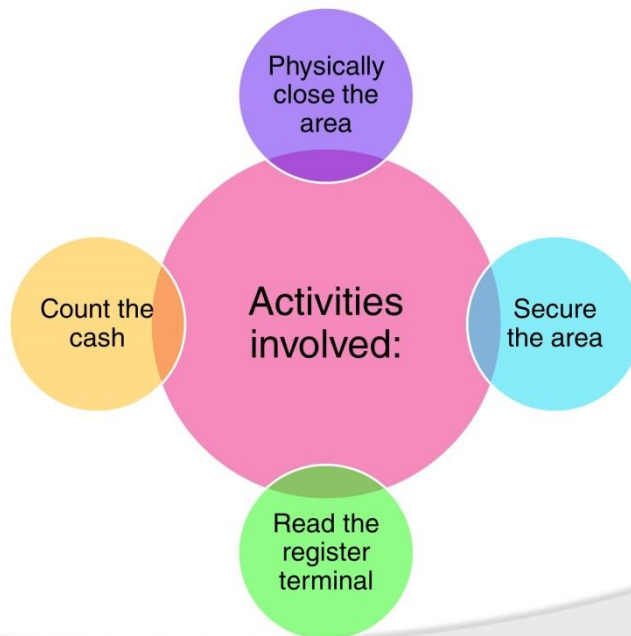 Physically
close the
area
Count the
cash
Activities
involved:
Secure
the area
Read the
register
terminal